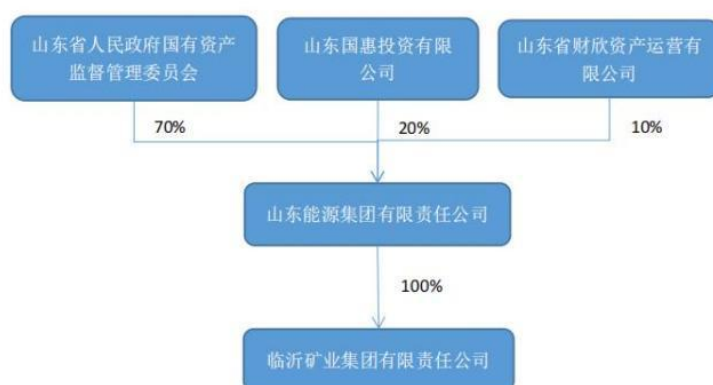 山东省人民政府国有资产
监督管理委员会
山东国惠投资有限
公司
山东省财欣资产运营有
限公司
70%
20%
10%
山东能源集团有限责任公司
100%
临沂矿业集团有限责任公司